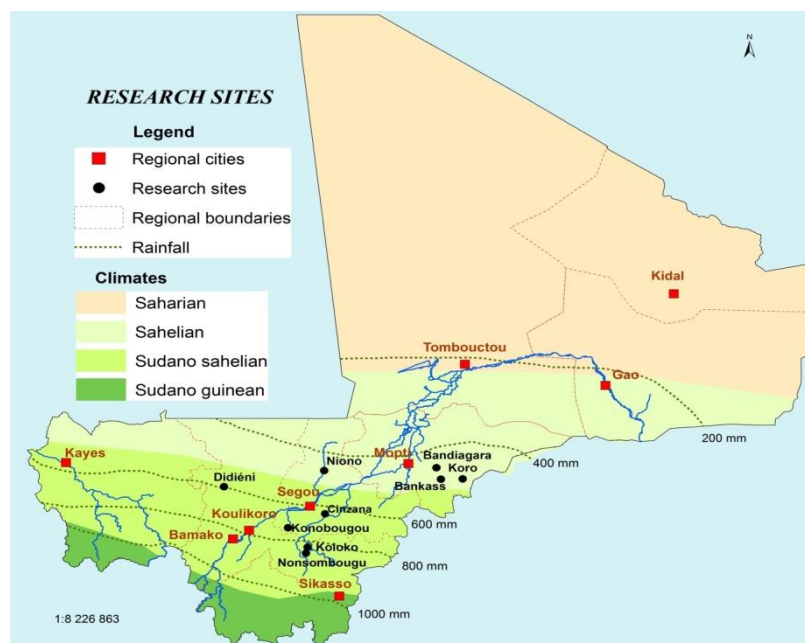 N
RESEARCH SITES
Legend
Regional cities
Research sites
Regional boundaries
Rainfall
Climates
Saharian
Sahelian
Sudano sahelian
Sudano guinean
Kidal
Tombouctou
Gao
200 mm
Kayes
Niono
Mopti
Bandiagara
400 mm
Didiéni
Koro
Bankass
Segou
Cinzana
600 mm
Koulikoro
Konobougou
Bamako
Koloko
800 mm
Nonsombougu
Sikasso
1000 mm
1:8 226 863